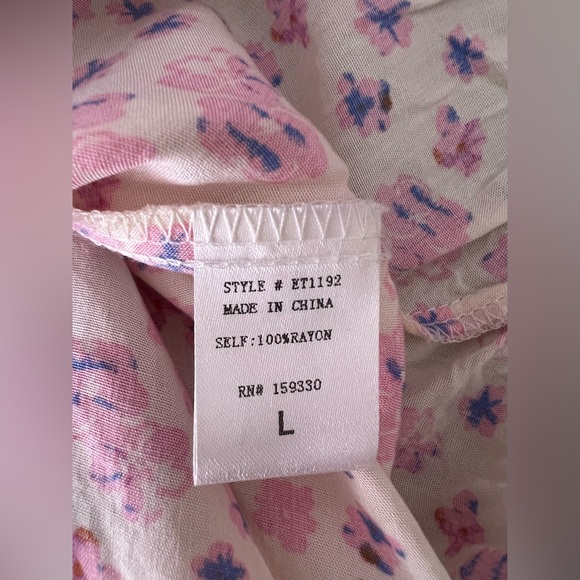 STYLE # ET1192
MADE IN CHINA
SELF:100%RAYON
RN# 159330
L